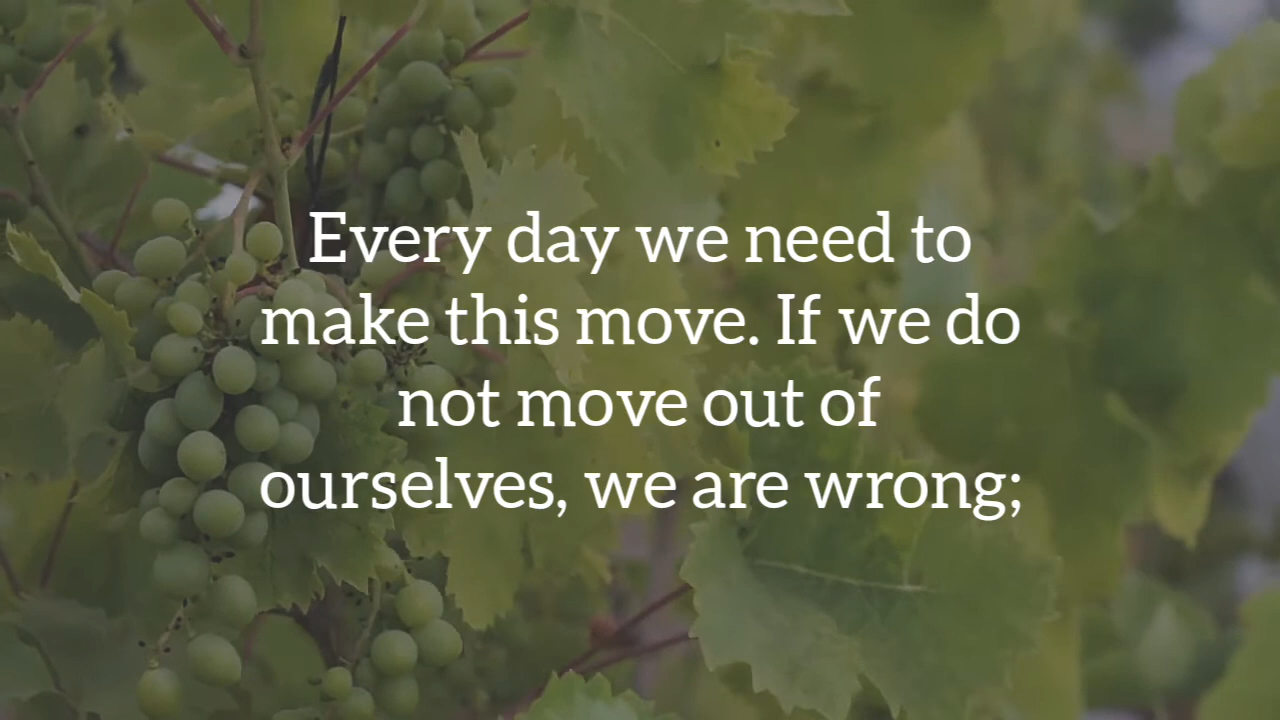 Every day we need to
make this move. If we do
not move out of
ourselves, we are wrong;